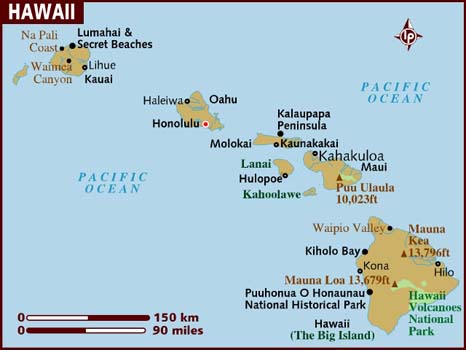 HAWAII
Na Pali
Coast
Lumahai &
Secret Beaches
Waimea
Canyon
Lihue
Kauai
Haleiwa
Oahu
Honolulu
Kalaupapa
Peninsula
PACIFIC
OCEAN
Molokai
Kaunakakai
Lanai
Kahakuloa
Maui
Hulopoe
Kahoolawe
Puu Ulaula
10,023ft
PACIFIC
OCEAN
Waipio Valley
Mauna
Kea
13,796ft
Kiholo Bay
Kona
Hilo
Mauna Loa 13,679ft
Puuhonua O Honaunau
National Historical Park
Hawaii
Volcanoes
National
Park
Hawaii
(The Big Island)
0
150 km
0
90 miles
lp